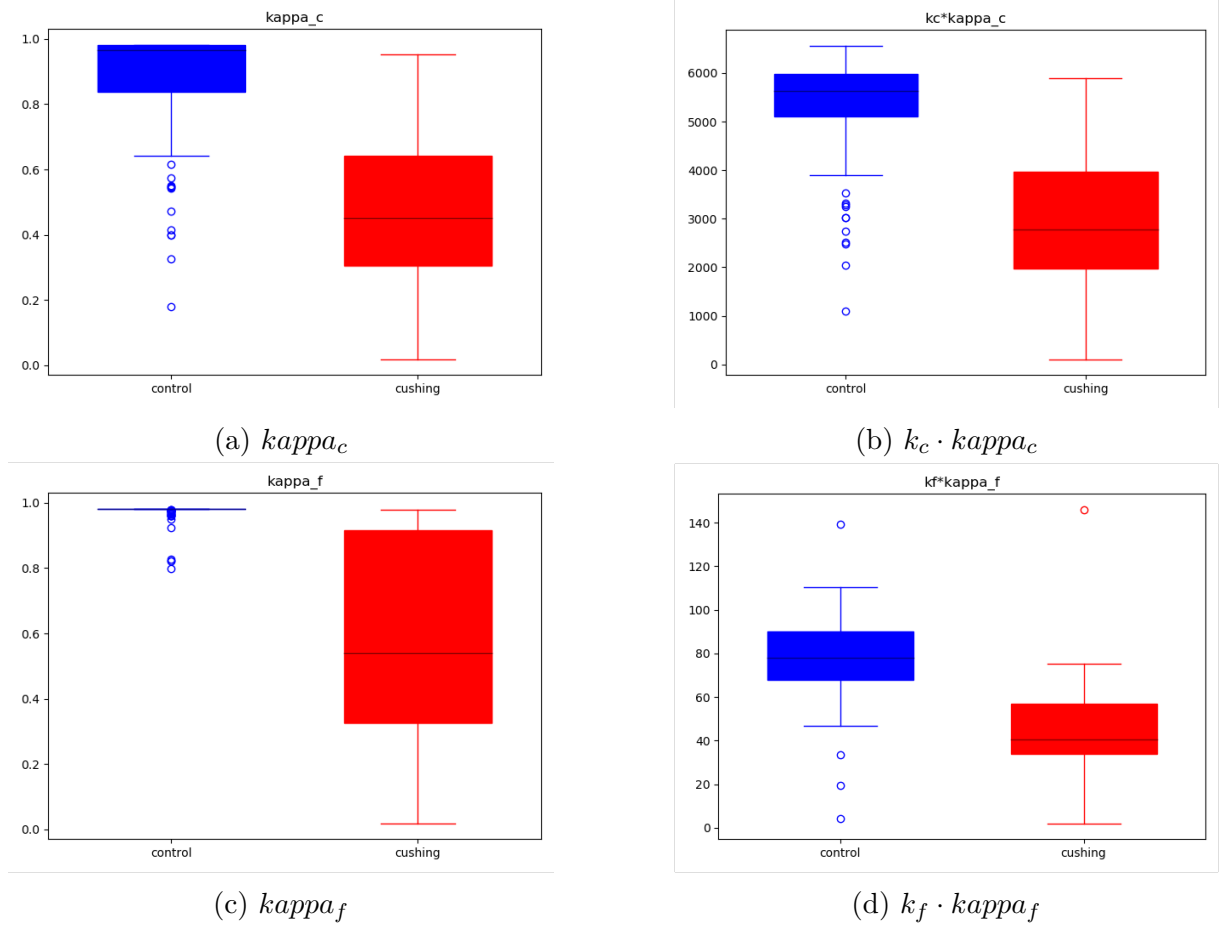 kappa_c
1.0
0.8
0.6
0.4
0.2
0.0
control cushing
(a) kappa_c
kc*kappa_c
6000
5000
4000
3000
2000
1000
0
control cushing
(b) k_c · kappa_c
kappa_f
1.0
0.8
0.6
0.4
0.2
0.0
control cushing
(c) kappa_f
kf*kappa_f
140
120
100
80
60
40
20
0
control cushing
(d) k_f · kappa_f